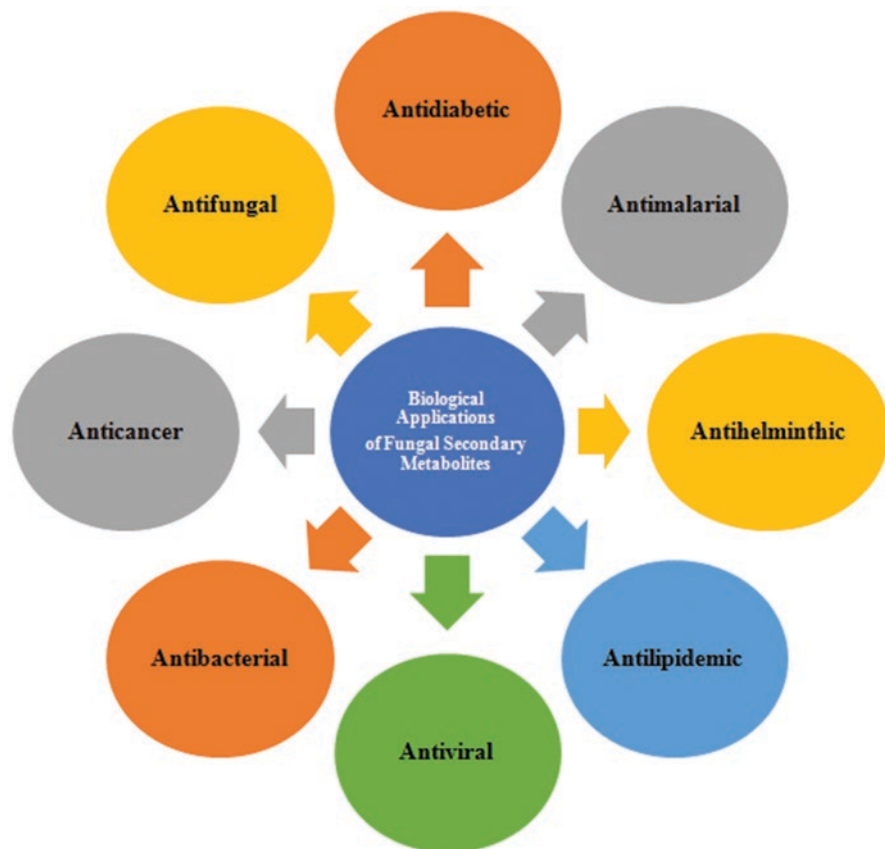 Antidiabetic
Antifungal
Antimalarial
Biological
Applications
of Fungal Secondary
Metabolites
Anticancer
Antihelminthic
Antibacterial
Antilipidemic
Antiviral